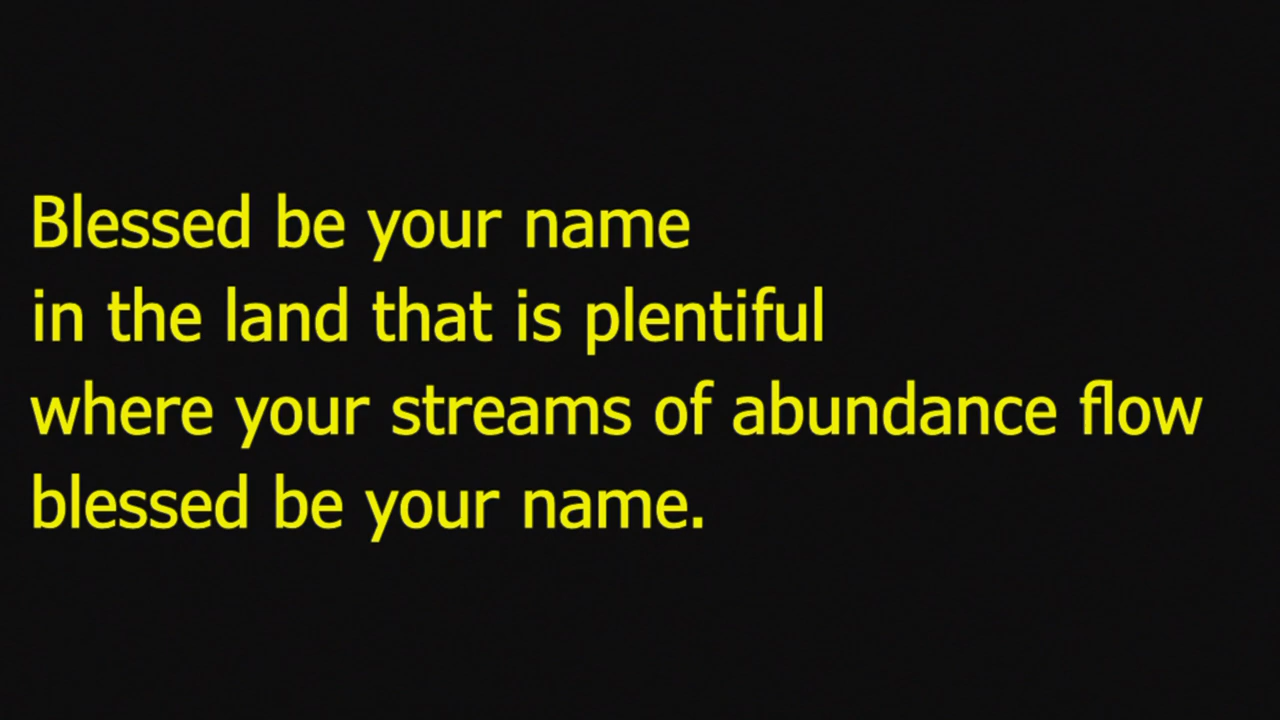 Blessed be your name
in the land that is plentiful
where your streams of abundance flow
blessed be your name.